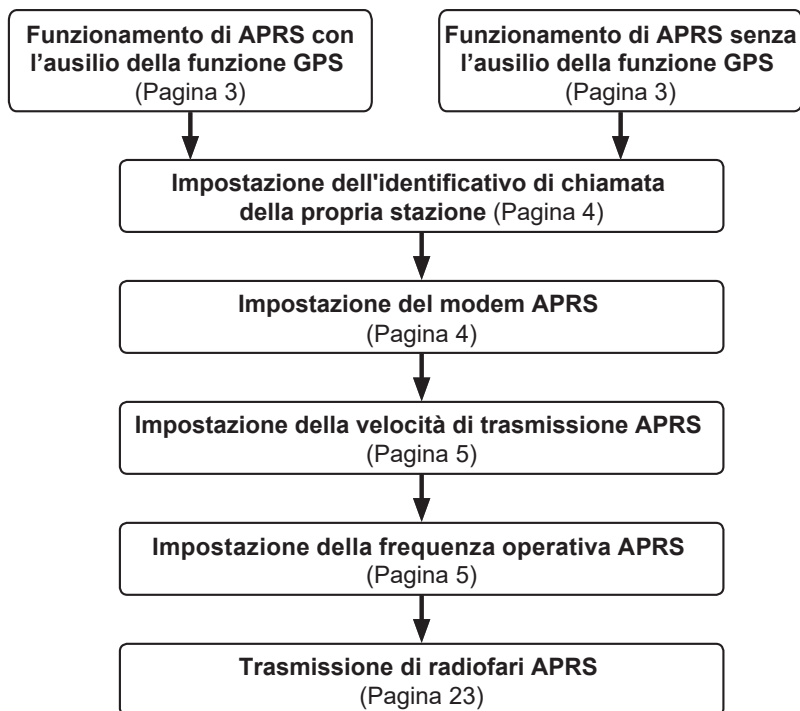 Funzionamento di APRS con
l’ausilio della funzione GPS
(Pagina 3)
Funzionamento di APRS senza
l’ausilio della funzione GPS
(Pagina 3)
Impostazione dell'identificativo di chiamata
della propria stazione (Pagina 4)
Impostazione del modem APRS
(Pagina 4)
Impostazione della velocità di trasmissione APRS
(Pagina 5)
Impostazione della frequenza operativa APRS
(Pagina 5)
Trasmissione di radiofari APRS
(Pagina 23)